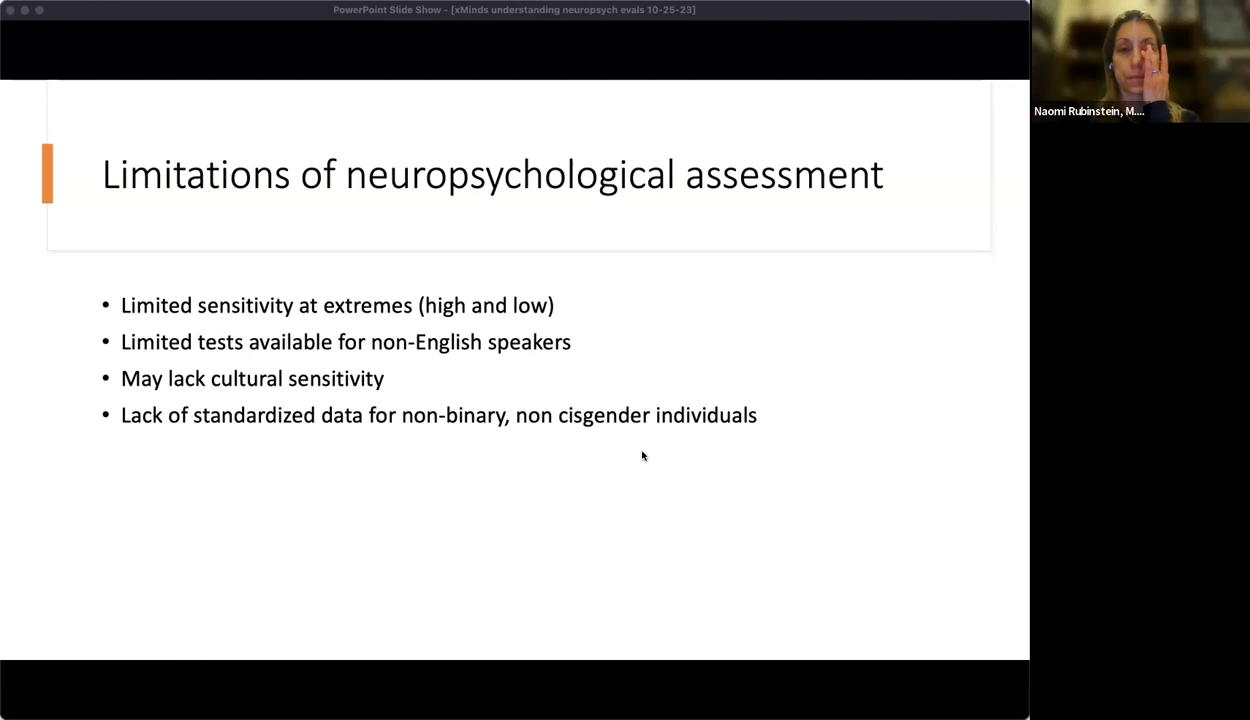 PowerPoint Slide Show - [xMinds understanding neuropsych evals 10-25-23]
Naomi Rubinstein, M....
Limitations of neuropsychological assessment
• Limited sensitivity at extremes (high and low)
• Limited tests available for non-English speakers
• May lack cultural sensitivity
• Lack of standardized data for non-binary, non cisgender individuals